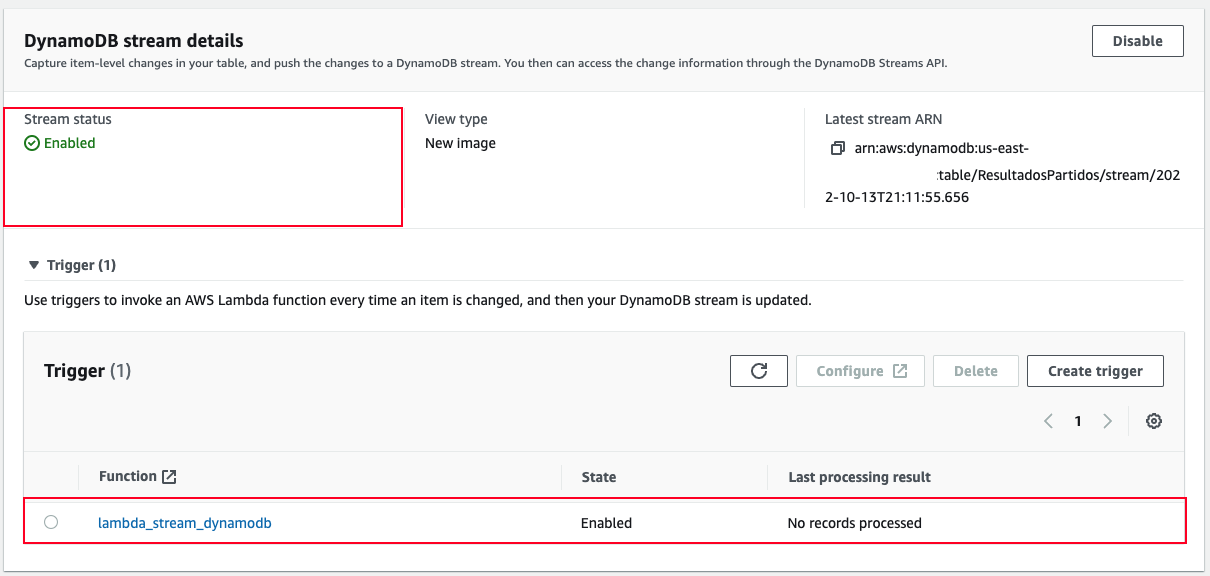 DynamoDB stream details
Disable
Capture item-level changes in your table, and push the changes to a DynamoDB stream. You then can access the change information through the DynamoDB Streams API.
Stream status
Enabled
View type
New image
Latest stream ARN
arn:aws:dynamodb:us-east-
:table/ResultadosPartidos/stream/202
2-10-13T21:11:55.656
Trigger (1)
Use triggers to invoke an AWS Lambda function every time an item is changed, and then your DynamoDB stream is updated.
Trigger (1)
Configure
Delete
Create trigger
1
Function
State
Last processing result
lambda_stream_dynamodb
Enabled
No records processed